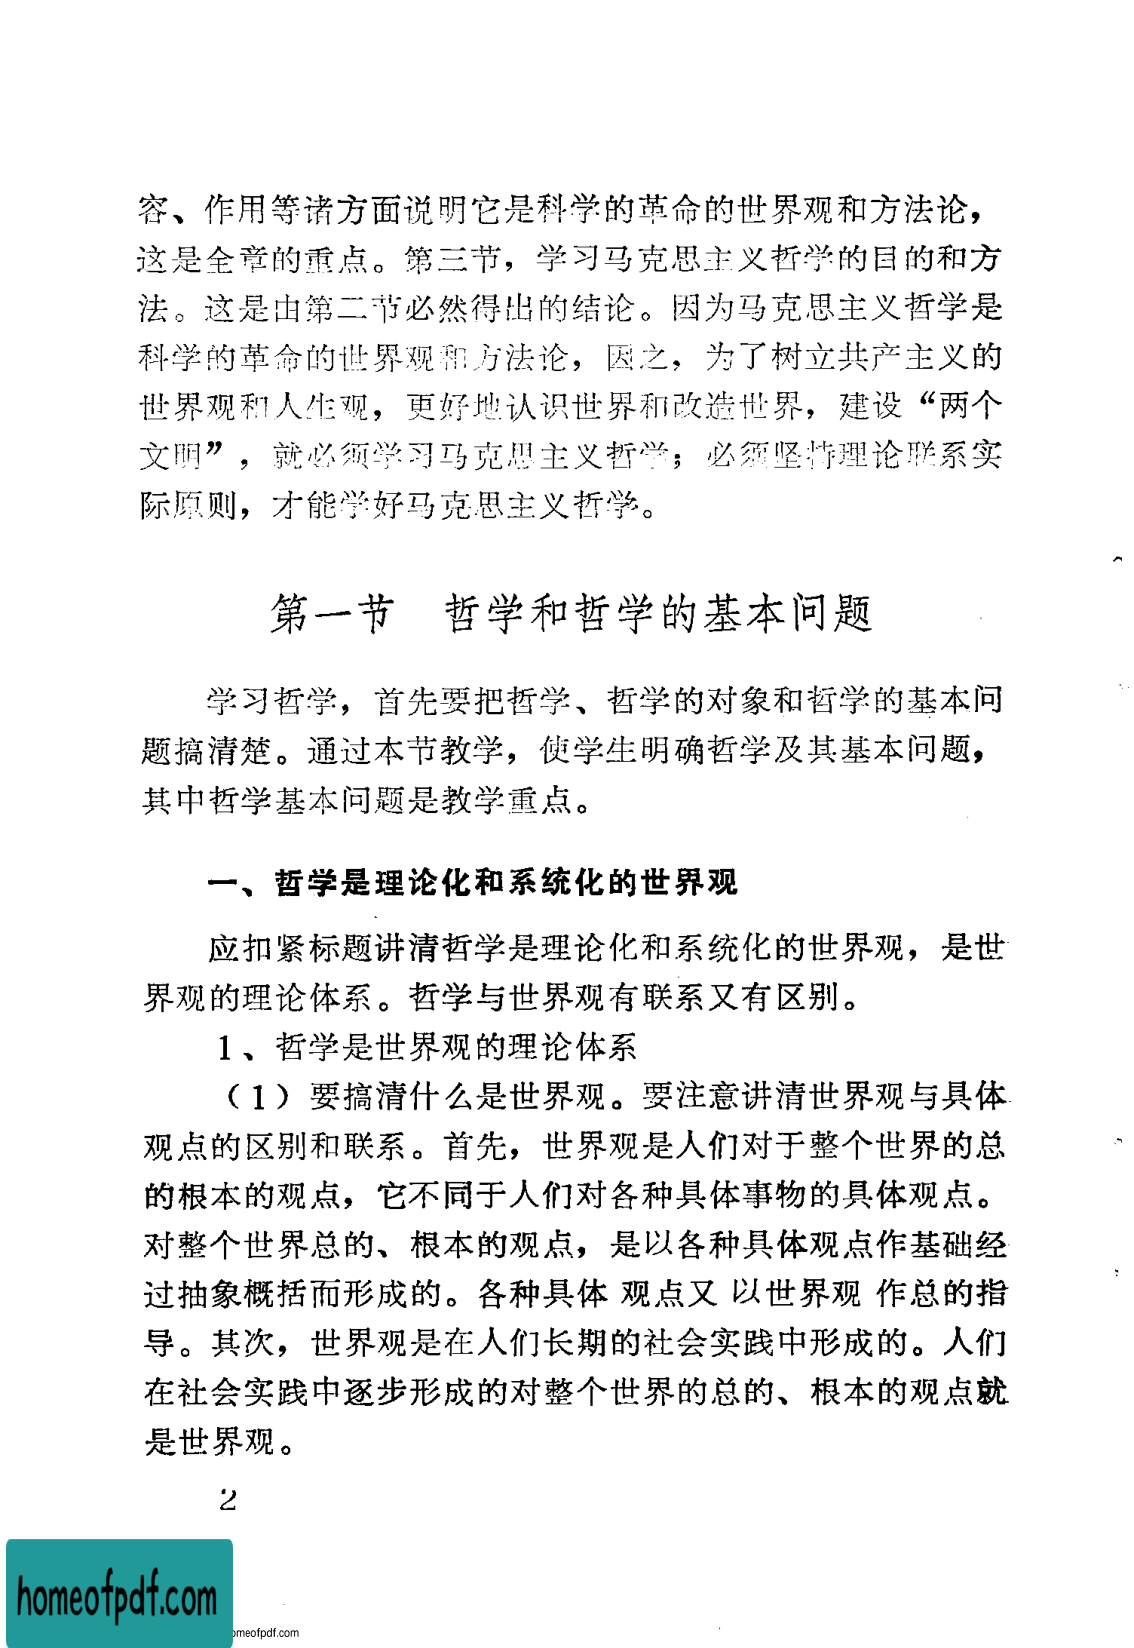 容、作用等诸方面说明它是科学的革命的世界观和方法论，
这是全章的重点。第三节，学习马克思主义哲学的目的和方
法。这是由第二节必然得出的结论。因为马克思主义哲学是
科学的革命的世界观和方法论，因之，为了树立共产主义的
世界观和人生观，更好地认识世界和改造世界，建设“两个
文明”，就必须学习马克思主义哲学；必须坚持理论联系实
际原则，才能学好马克思主义哲学。
第一节 哲学和哲学的基本问题
学习哲学，首先要把哲学、哲学的对象和哲学的基本问
题搞清楚。通过本节教学，使学生明确哲学及其基本问题，
其中哲学基本问题是教学重点。
一、哲学是理论化和系统化的世界观
应扣紧标题讲清哲学是理论化和系统化的世界观，是世
界观的理论体系。哲学与世界观有联系又有区别。
1、哲学是世界观的理论体系
（1）要搞清什么是世界观。要注意讲清世界观与具体
观点的区别和联系。首先，世界观是人们对于整个世界的总
的根本的观点，它不同于人们对各种具体事物的具体观点。
对整个世界总的、根本的观点，是以各种具体观点作基础经
过抽象概括而形成的。各种具体 观点又 以世界观 作总的指
导。其次，世界观是在人们长期的社会实践中形成的。人们
在社会实践中逐步形成的对整个世界的总的、根本的观点就
是世界观。
2
homeofpdf.com
omeofpdf.com